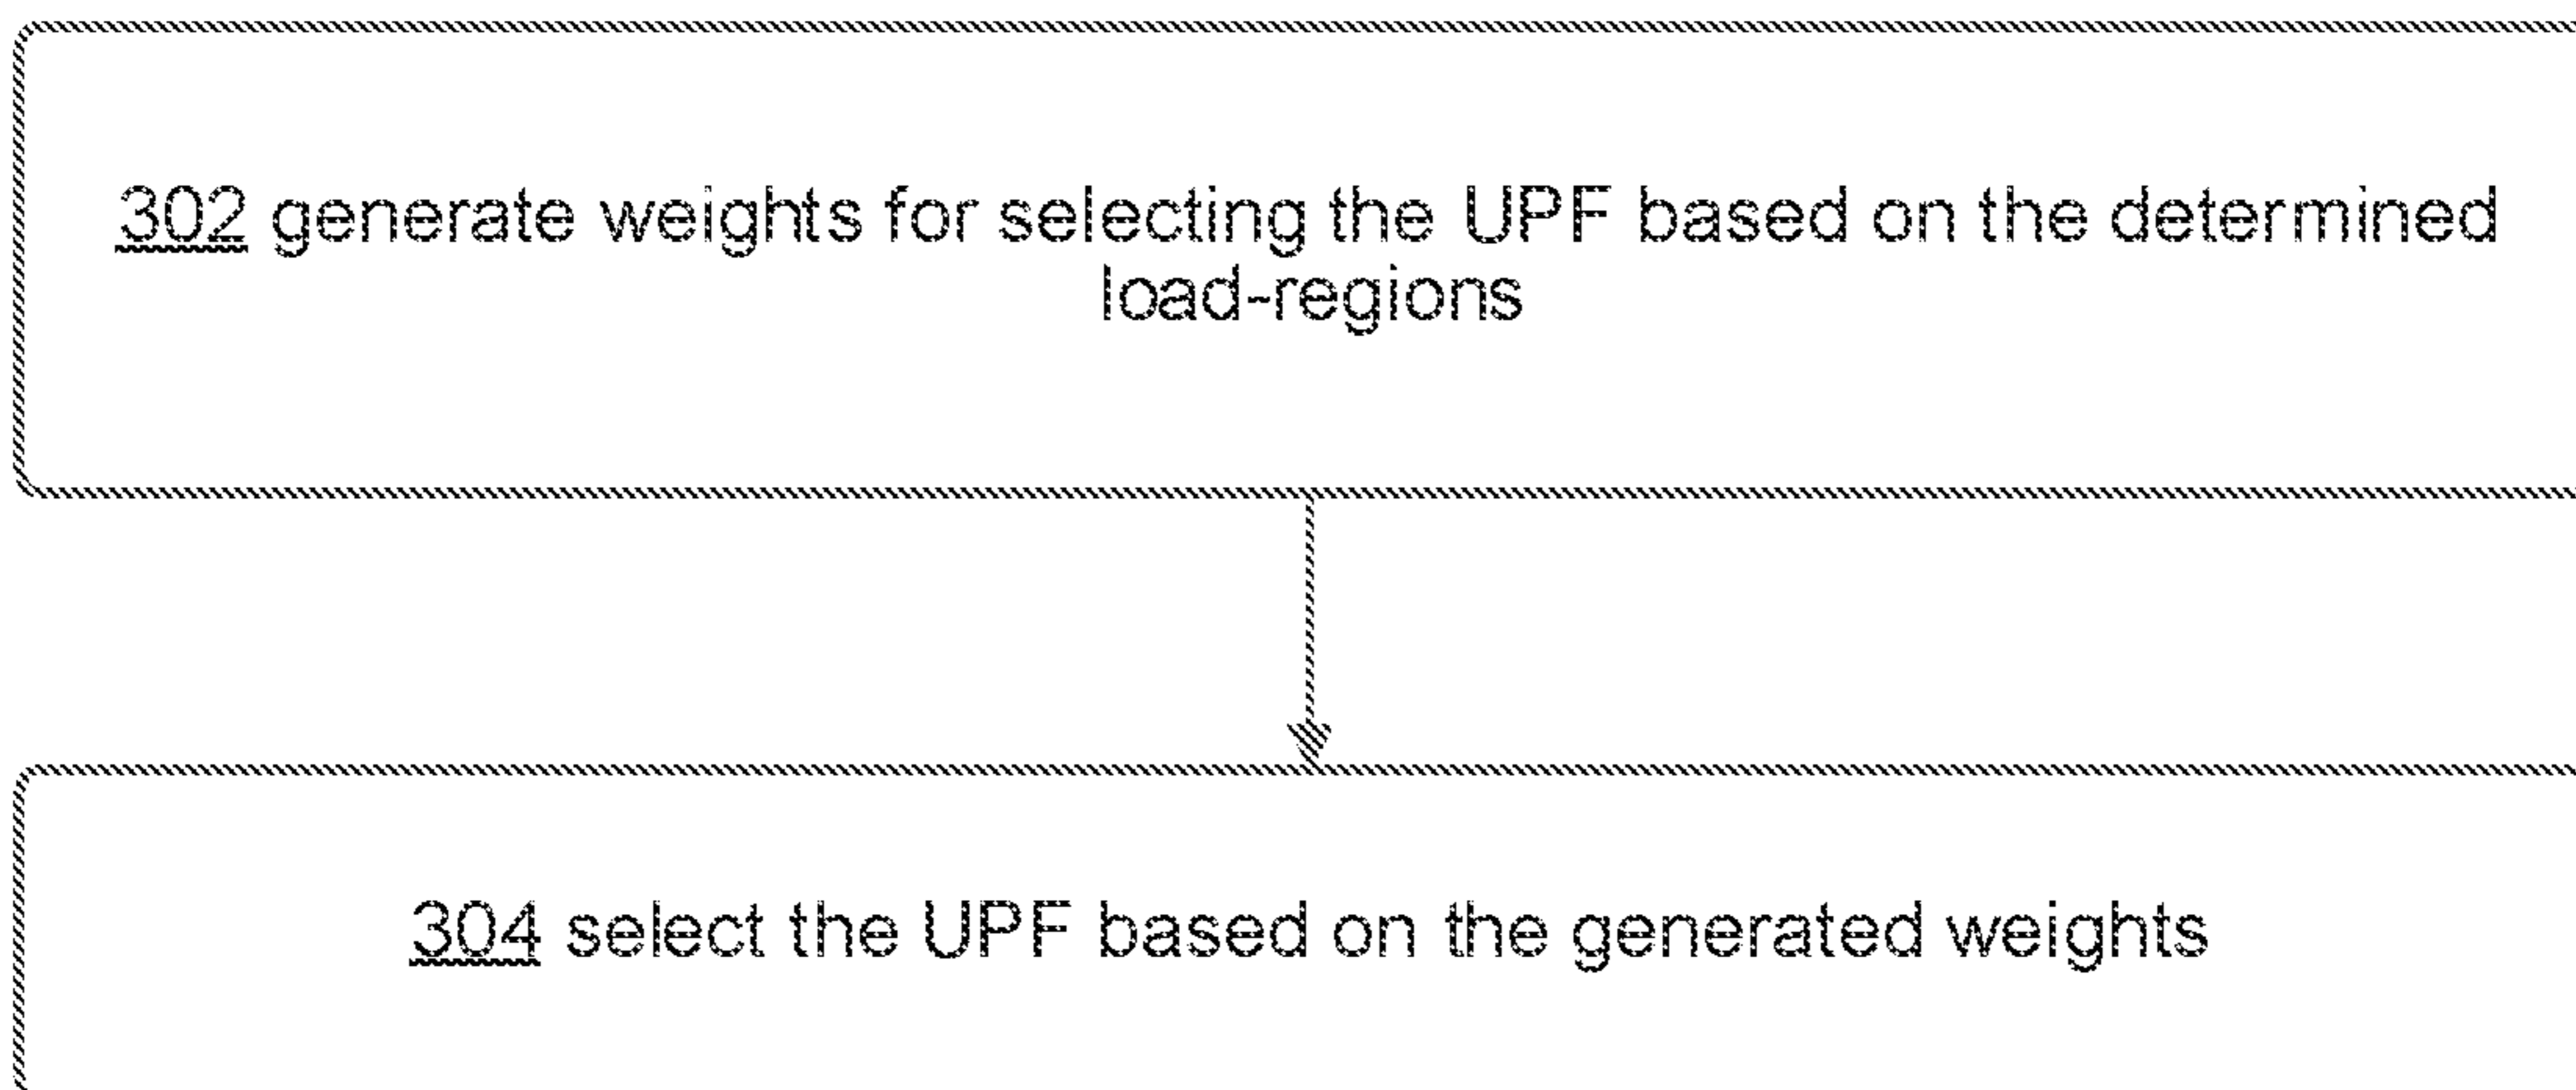 302 generate weights for selecting the UPF based on the determined
load-regions
304 select the UPF based on the generated weights